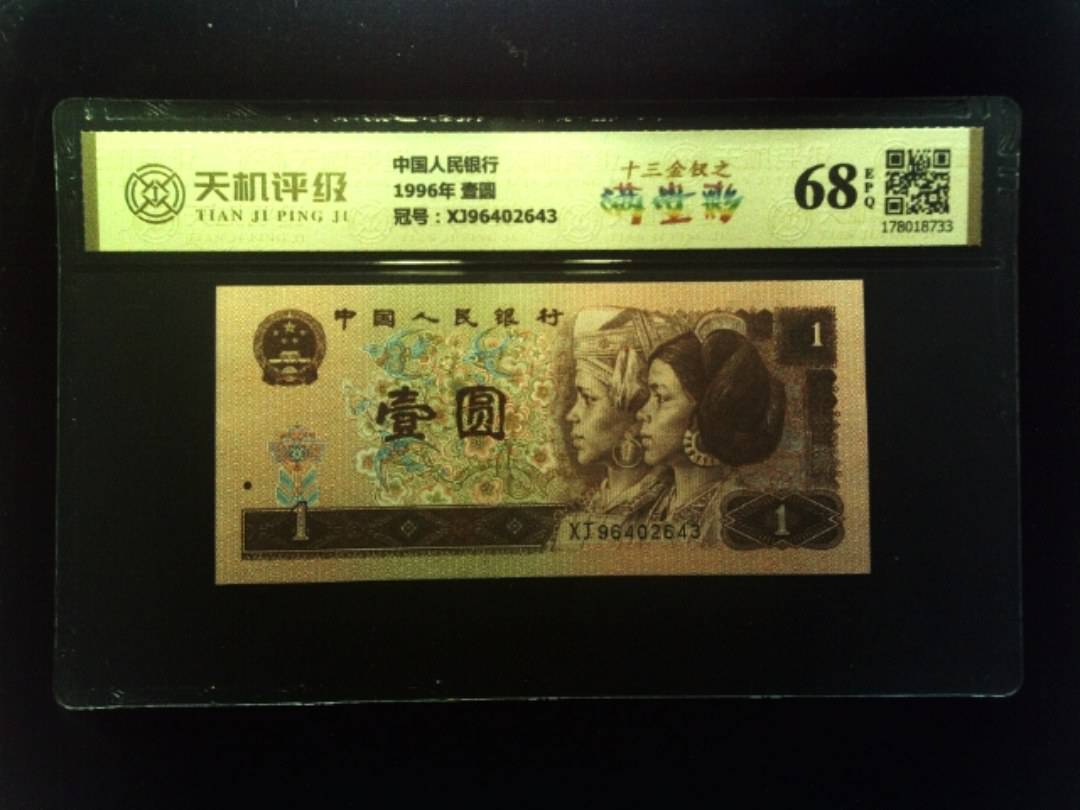 天机评级
TIAN JI PING JI
中国人民银行
1996年 壹圆
冠号：XJ96402643
十三金钗之
满堂彩
68
EPQ
178018733
中国人民银行
1
壹圆
1
XJ96402643
1